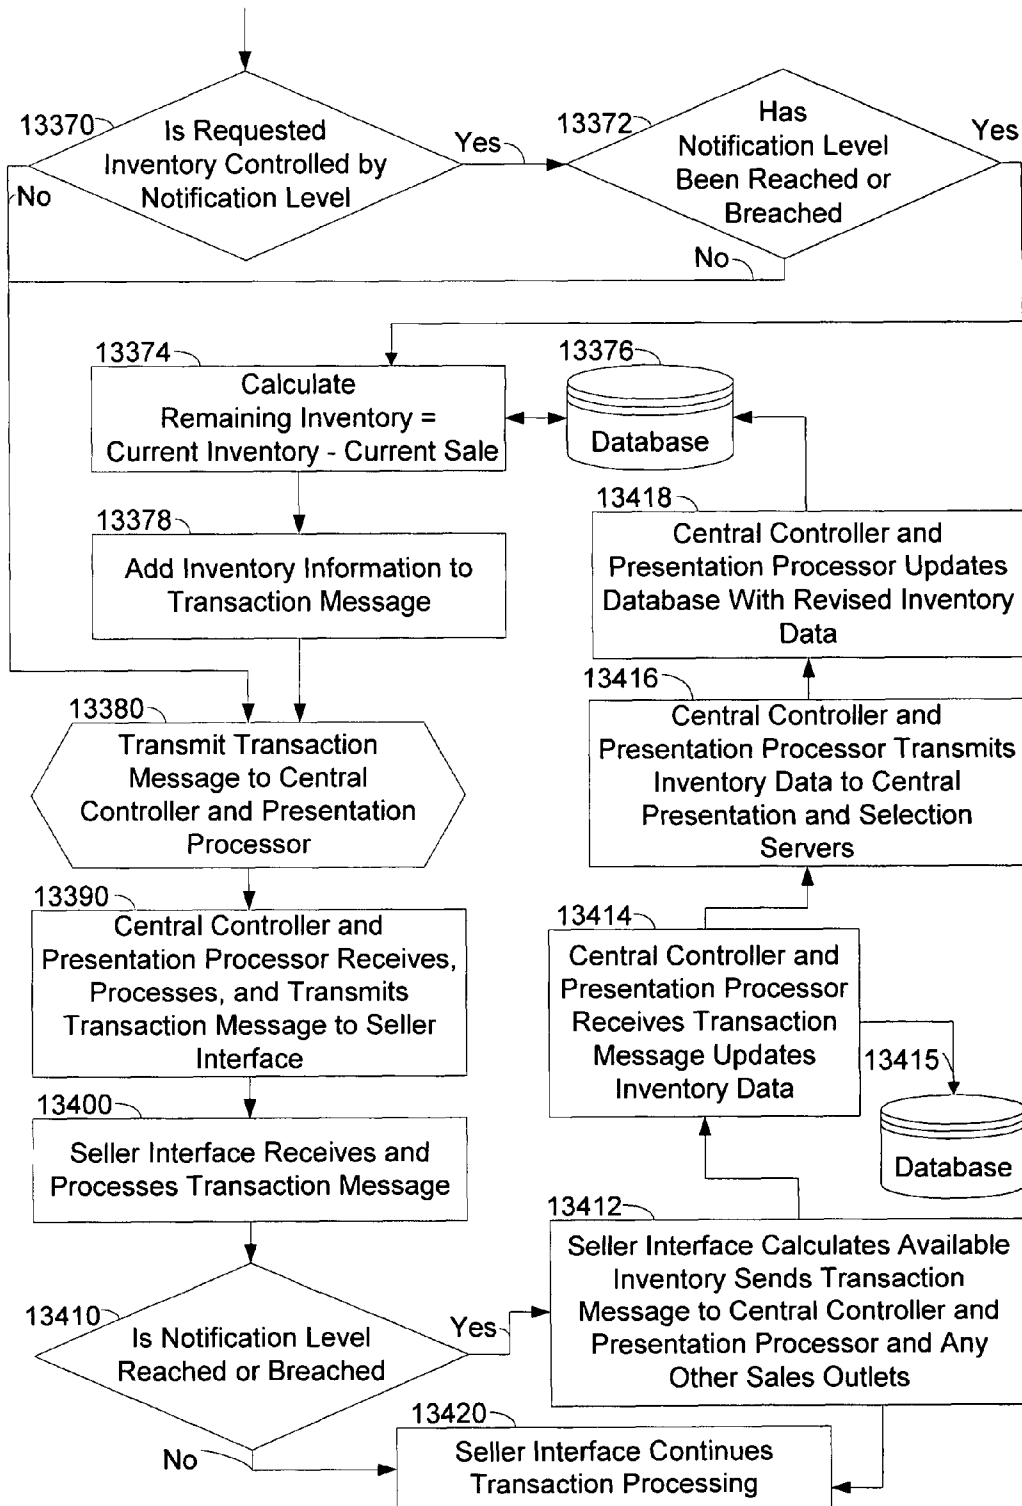 13370
Is Requested
Inventory Controlled by
Notification Level
Yes
No
13372
Has
Notification Level
Been Reached or
Breached
Yes
No
13374
Calculate
Remaining Inventory =
Current Inventory - Current Sale
13376
Database
13378
Add Inventory Information to
Transaction Message
13418
Central Controller and
Presentation Processor Updates
Database With Revised Inventory
Data
13416
Central Controller and
Presentation Processor Transmits
Inventory Data to Central
Presentation and Selection
Servers
13380
Transmit Transaction
Message to Central
Controller and Presentation
Processor
13390
Central Controller and
Presentation Processor Receives,
Processes, and Transmits
Transaction Message to Seller
Interface
13414
Central Controller and
Presentation Processor
Receives Transaction
Message Updates
Inventory Data
13415
Database
13400
Seller Interface Receives and
Processes Transaction Message
13412
Seller Interface Calculates Available
Inventory Sends Transaction
Message to Central Controller and
Presentation Processor and Any
Other Sales Outlets
13410
Is Notification Level
Reached or Breached
Yes
No
13420
Seller Interface Continues
Transaction Processing